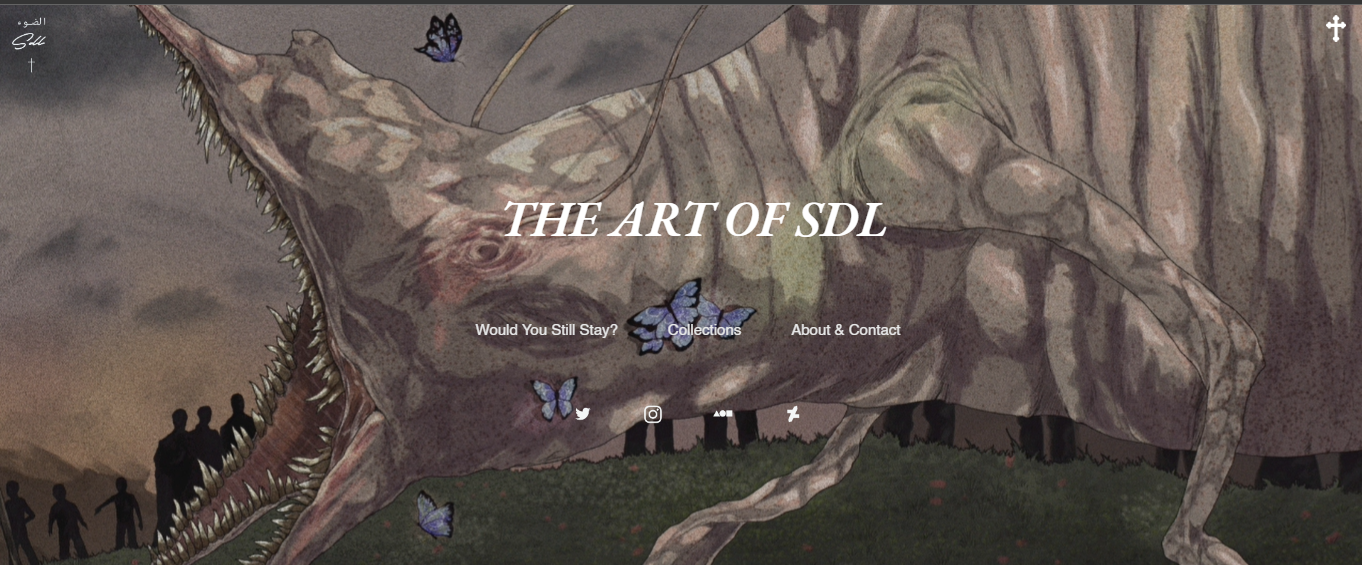 الضوء
Sdl
THE ART OF SDL
Would You Still Stay?
Collections
About & Contact